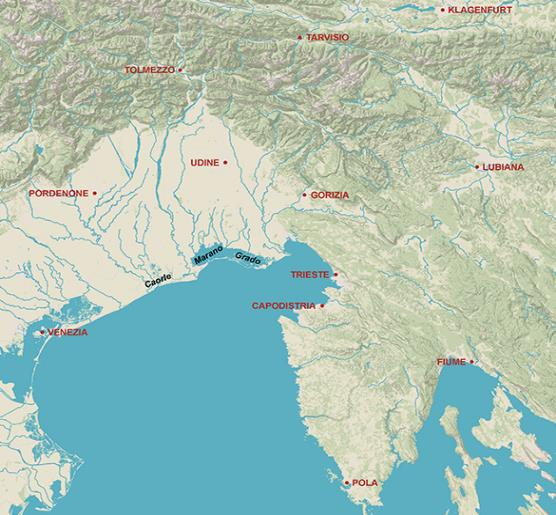 KLAGENFURT
TARVISIO
TOLMEZZO
UDINE
LUBIANA
PORDENONE
GORIZIA
Marano
Grado
Caorle
TRIESTE
CAPODISTRIA
VENEZIA
FIUME
POLA